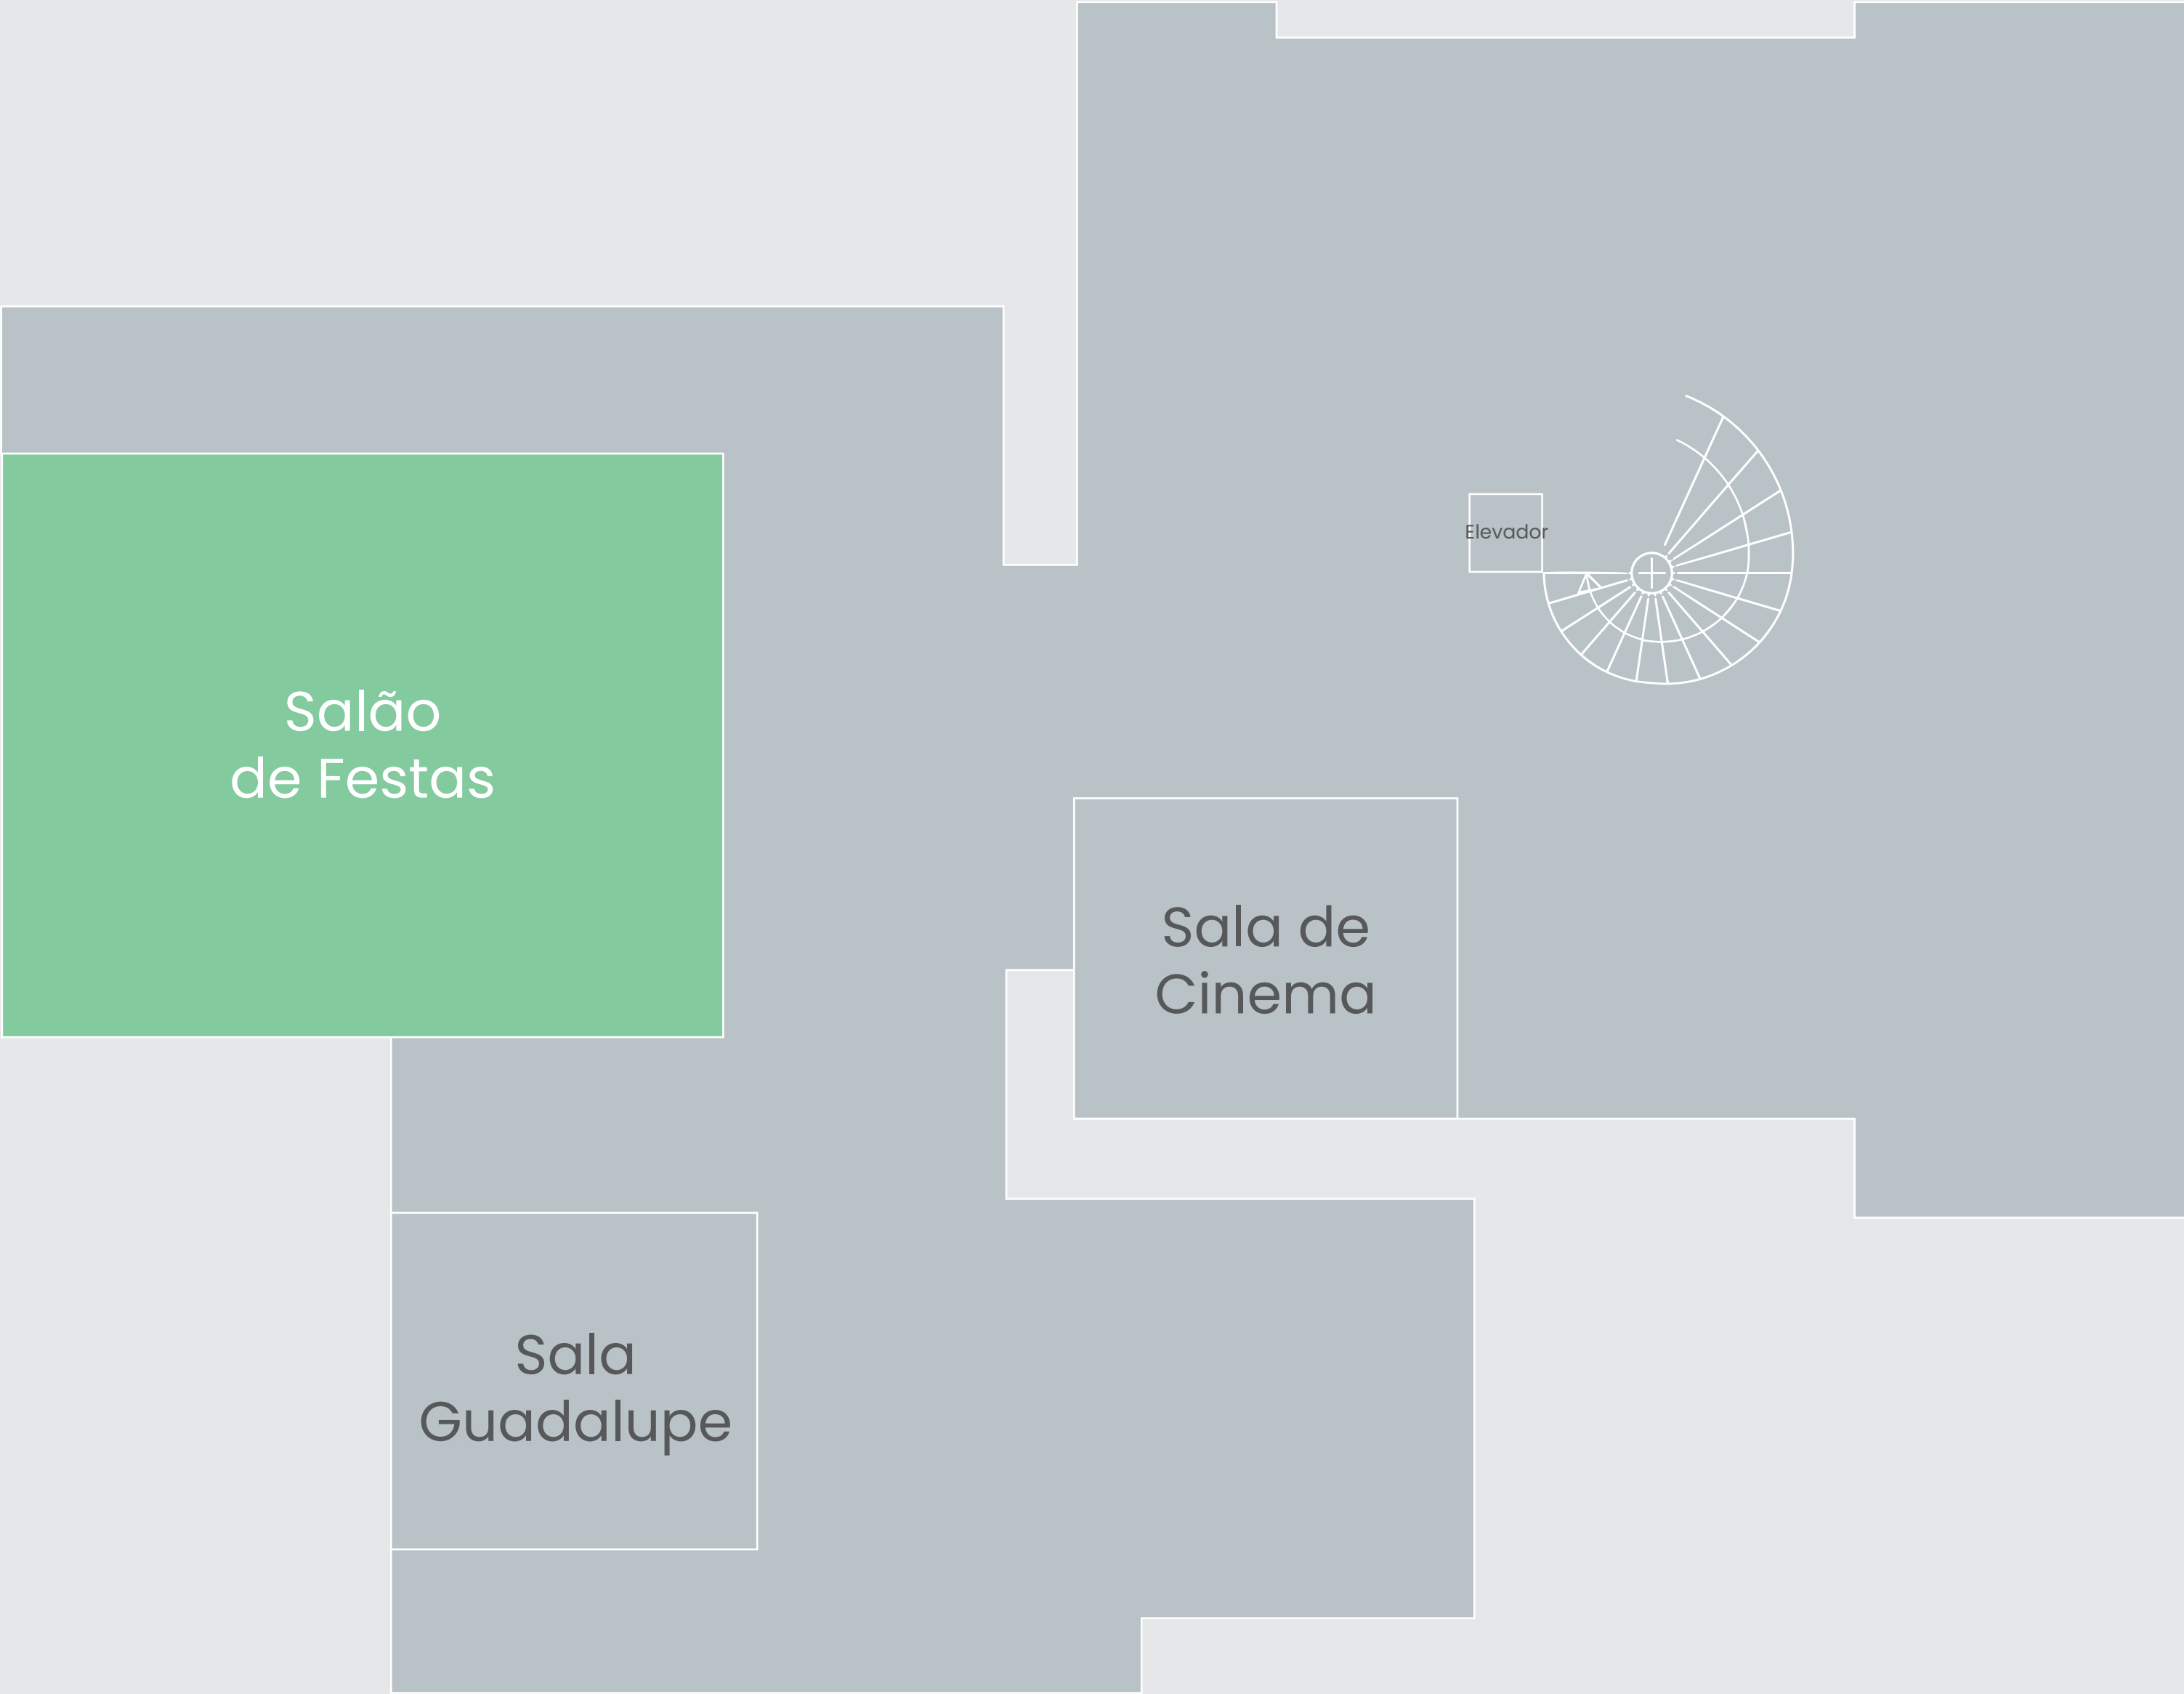 Elevador
Salão
de Festas
Sala de
Cinema
Sala
Guadalupe